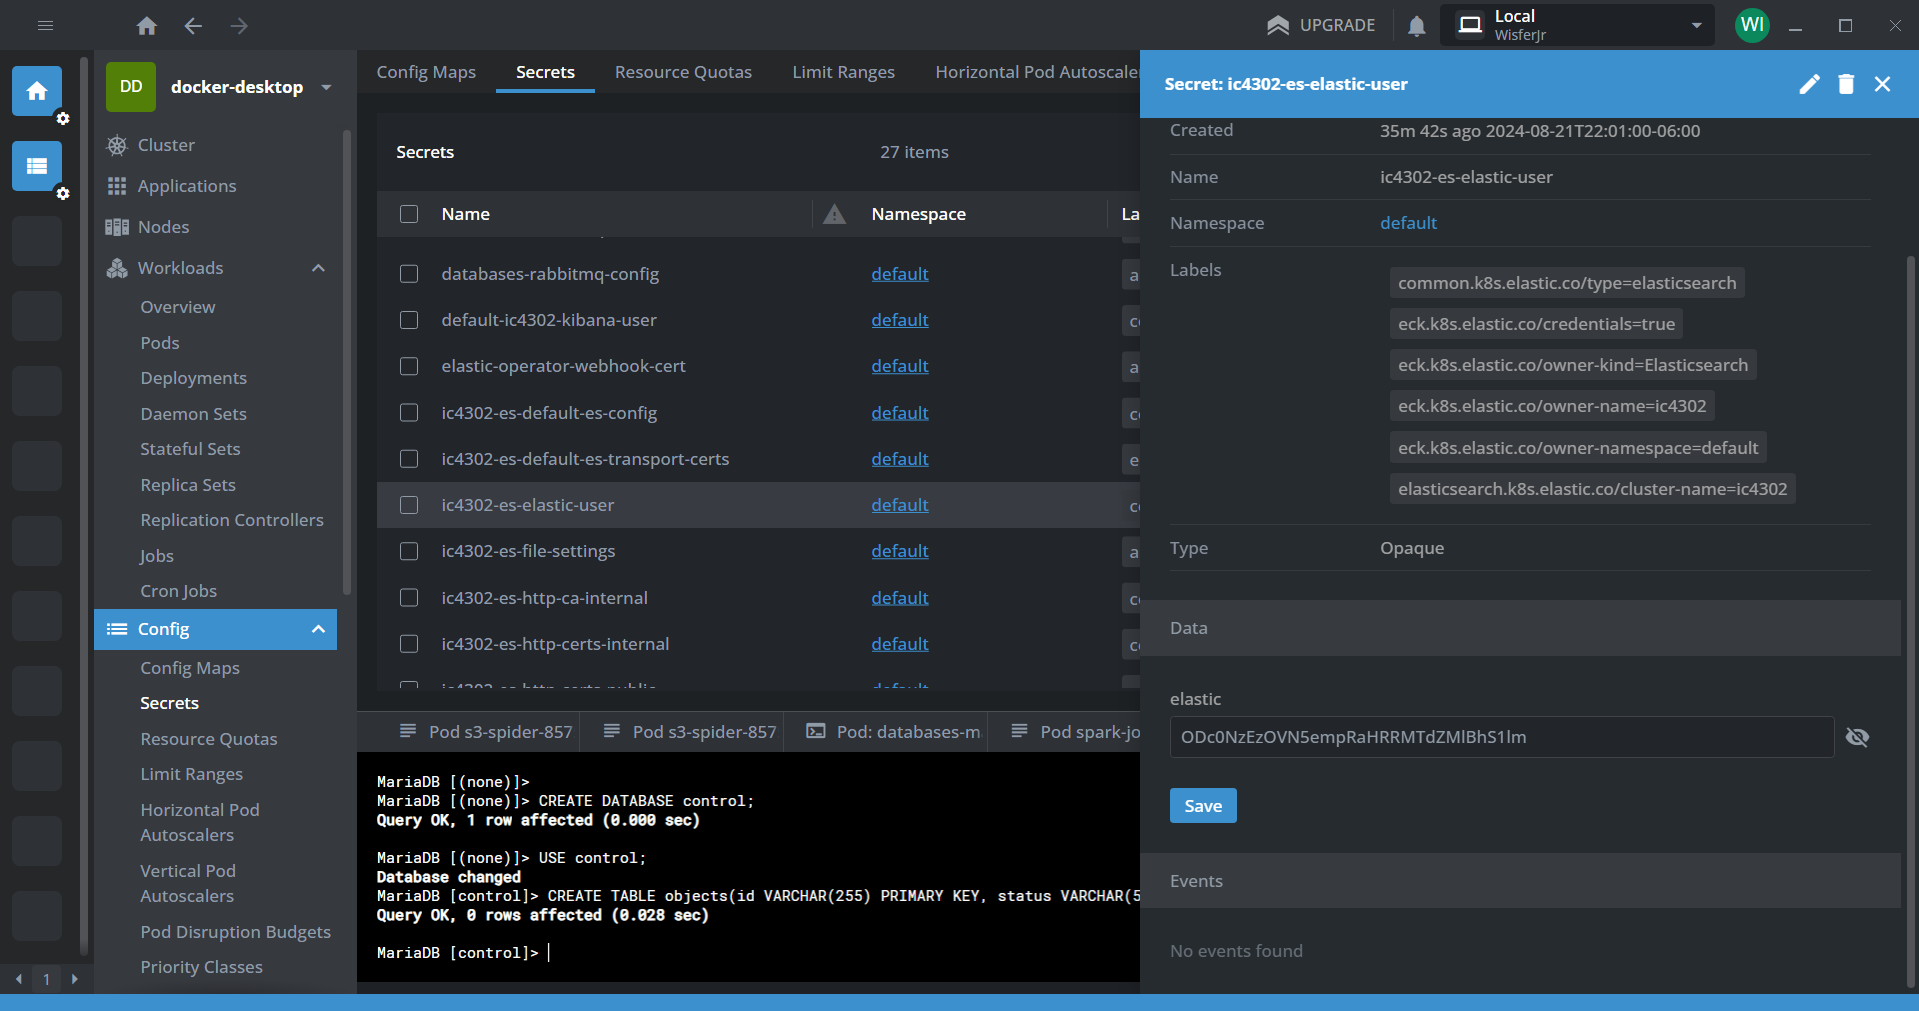 UPGRADE
Local
WisferJr
WI
DD
docker-desktop
Cluster
Applications
Nodes
Workloads
Overview
Pods
Deployments
Daemon Sets
Stateful Sets
Replica Sets
Replication Controllers
Jobs
Cron Jobs
Config
Config Maps
Secrets
Resource Quotas
Limit Ranges
Horizontal Pod
Autoscalers
Vertical Pod
Autoscalers
Pod Disruption Budgets
Priority Classes
1
Config Maps Secrets Resource Quotas Limit Ranges Horizontal Pod Autoscaler
Secrets 27 items
Name Namespace La
databases-rabbitmq-config default a
default-ic4302-kibana-user default co
elastic-operator-webhook-cert default a
ic4302-es-default-es-config default co
ic4302-es-default-es-transport-certs default e
ic4302-es-elastic-user default co
ic4302-es-file-settings default a
ic4302-es-http-ca-internal default co
ic4302-es-http-certs-internal default co
ic4302-es-http-certs-public default
Pod s3-spider-857 Pod s3-spider-857 Pod: databases-m Pod spark-jo
MariaDB [(none)]>
MariaDB [(none)]> CREATE DATABASE control;
Query OK, 1 row affected (0.000 sec)
MariaDB [(none)]> USE control;
Database changed
MariaDB [control]> CREATE TABLE objects(id VARCHAR(255) PRIMARY KEY, status VARCHAR(5
Query OK, 0 rows affected (0.028 sec)
MariaDB [control]>
Secret: ic4302-es-elastic-user
Created 35m 42s ago 2024-08-21T22:01:00-06:00
Name ic4302-es-elastic-user
Namespace default
Labels common.k8s.elastic.co/type=elasticsearch
eck.k8s.elastic.co/credentials=true
eck.k8s.elastic.co/owner-kind=Elasticsearch
eck.k8s.elastic.co/owner-name=ic4302
eck.k8s.elastic.co/owner-namespace=default
elasticsearch.k8s.elastic.co/cluster-name=ic4302
Type Opaque
Data
elastic
ODc0NzEzOVN5empRaHRRMTdZMlBhS1lm
Save
Events
No events found